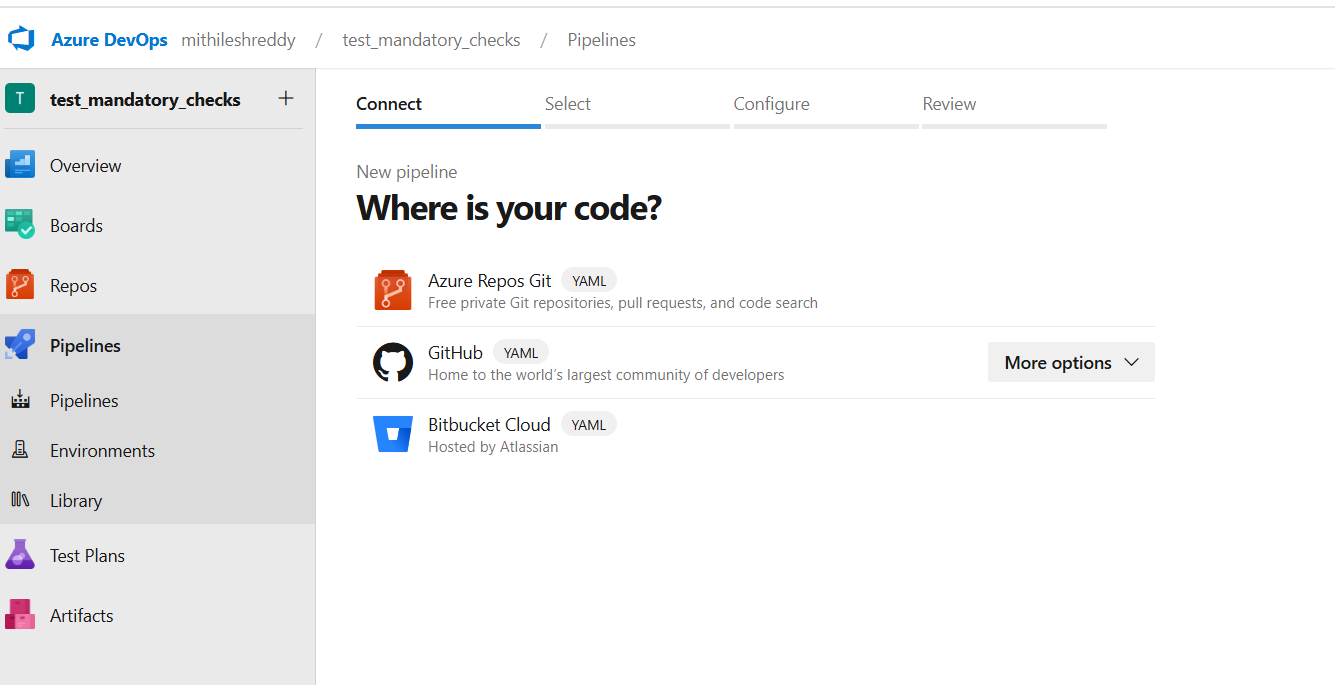 Azure DevOps mithileshreddy / test_mandatory_checks / Pipelines
T test_mandatory_checks +
Overview
Boards
Repos
Pipelines
Pipelines
Environments
Library
Test Plans
Artifacts
Connect Select Configure Review
New pipeline
Where is your code?
Azure Repos Git YAML
Free private Git repositories, pull requests, and code search
GitHub YAML
Home to the world’s largest community of developers
More options
Bitbucket Cloud YAML
Hosted by Atlassian